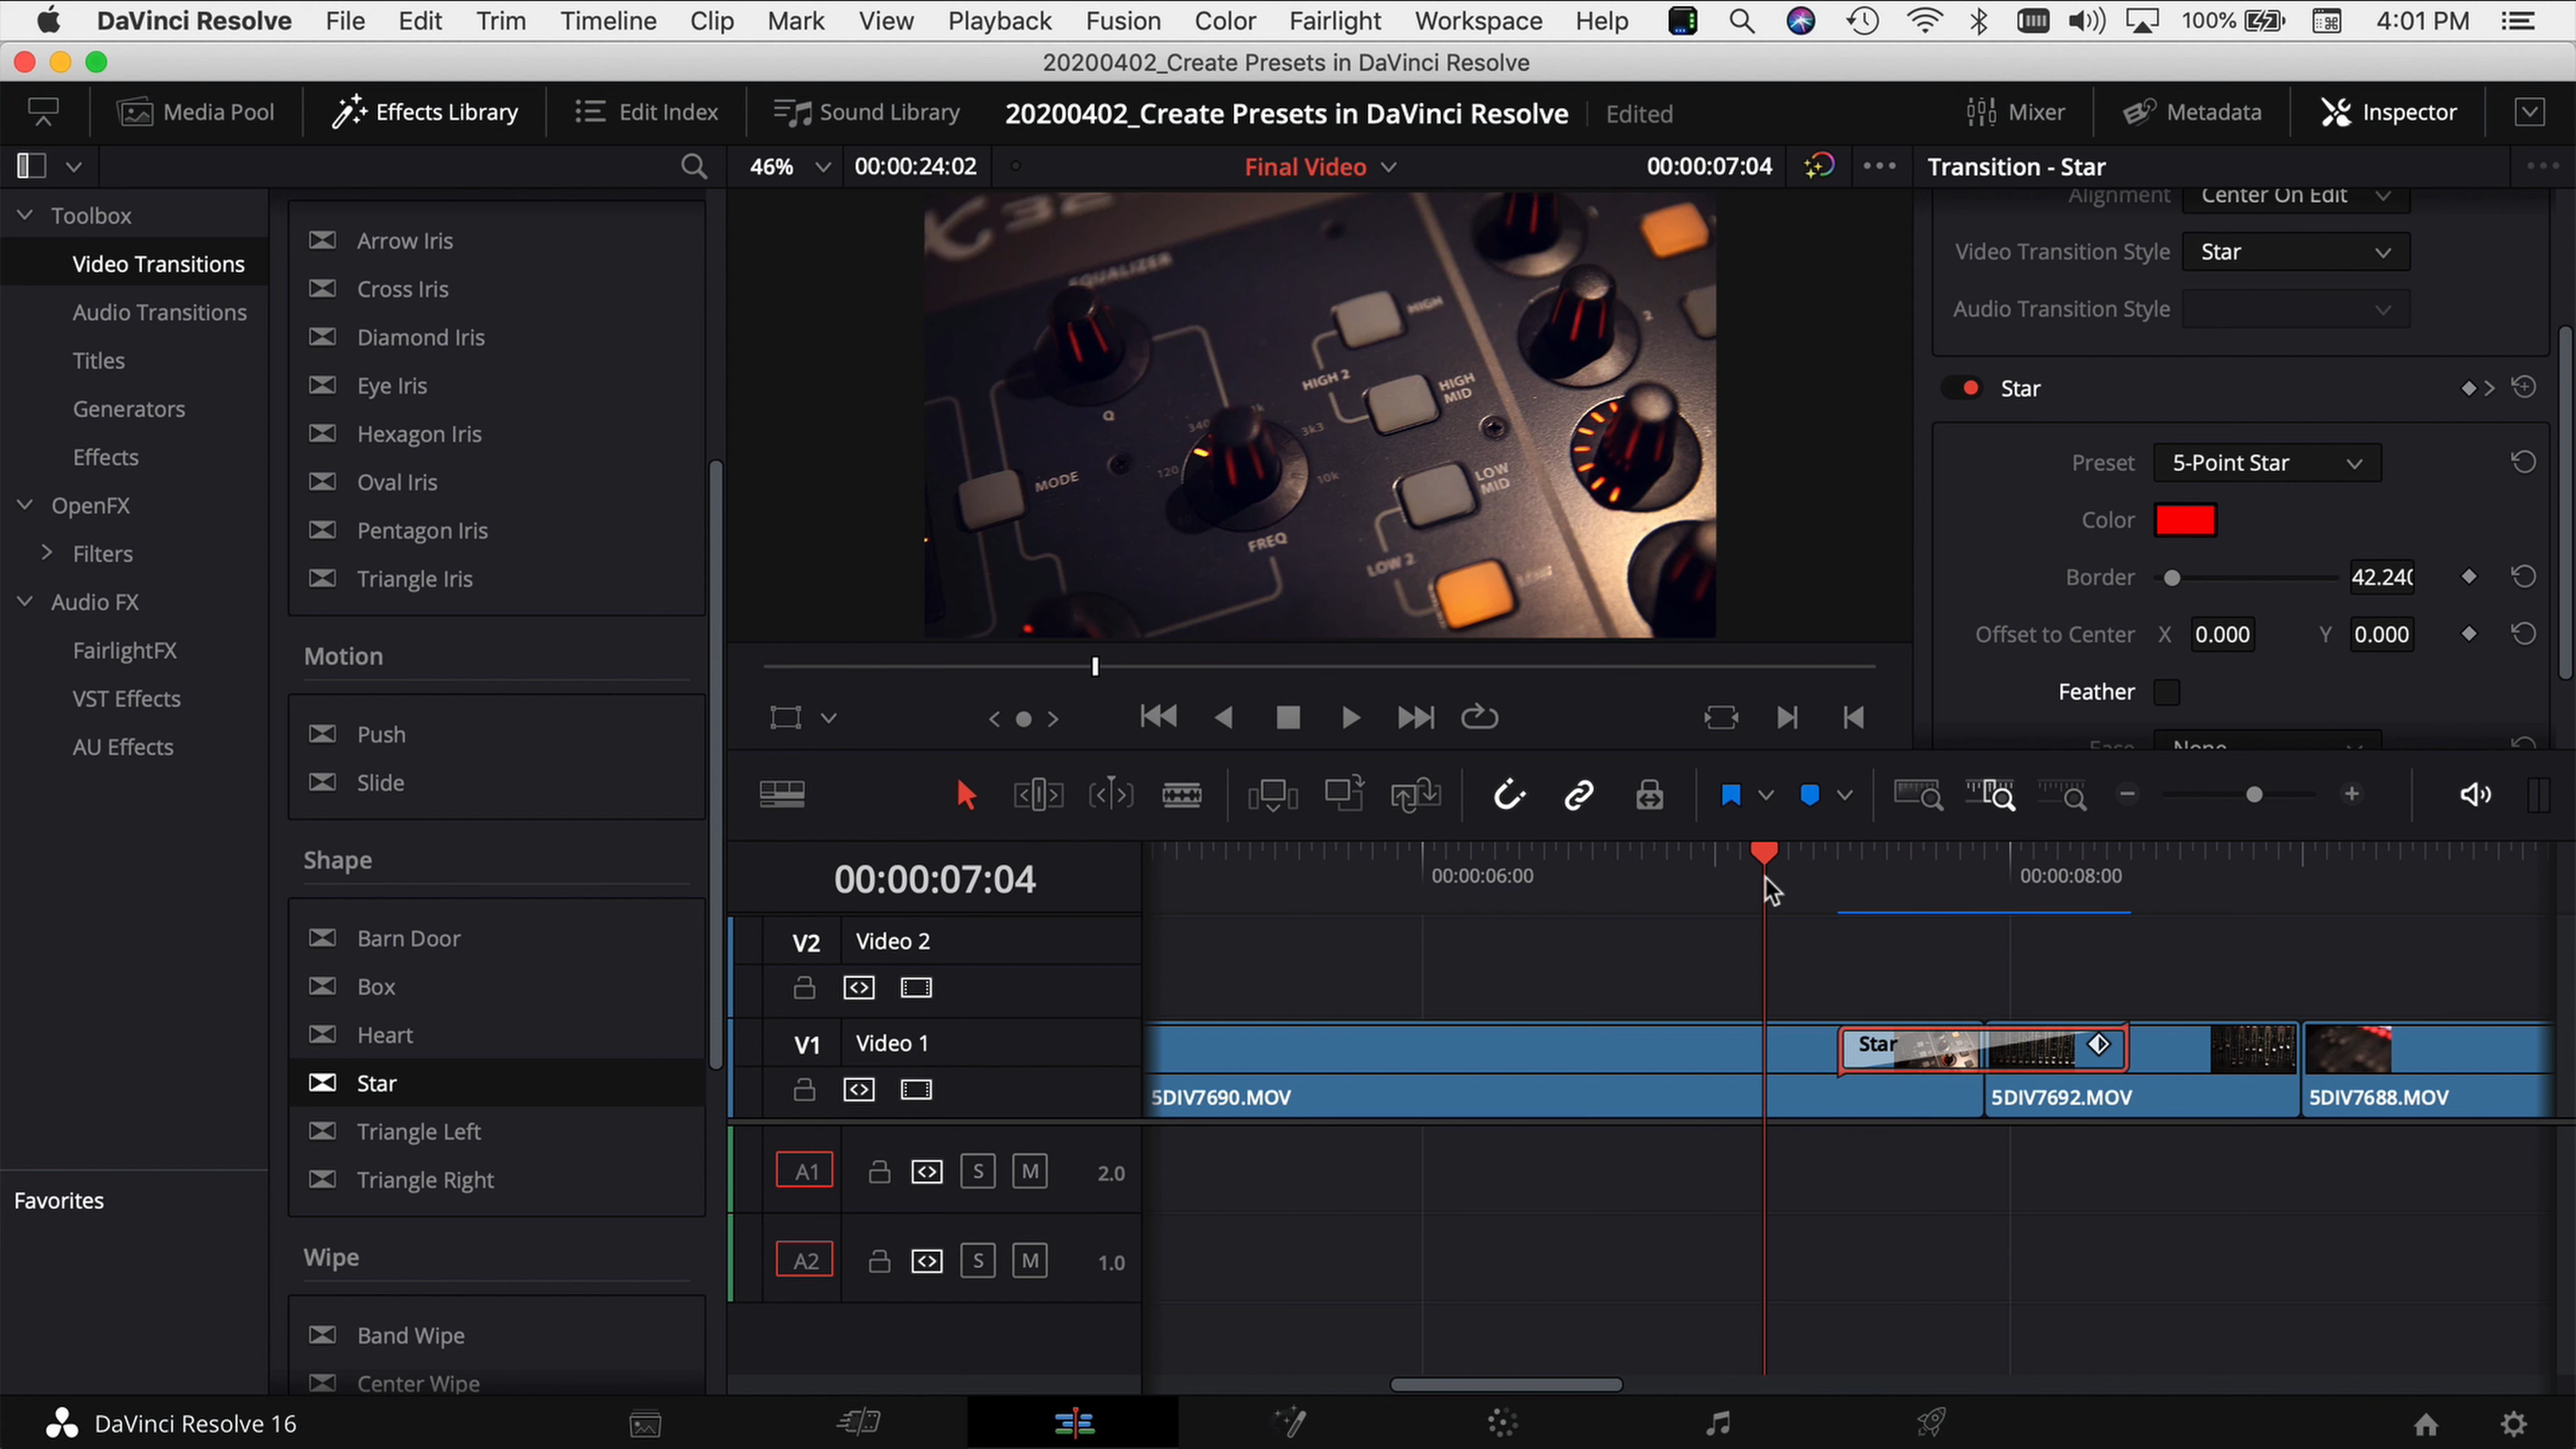 DaVinci Resolve File Edit Trim Timeline Clip Mark View Playback Fusion Color Fairlight Workspace Help 100% 4:01 PM
20200402_Create Presets in DaVinci Resolve
Media Pool Effects Library Edit Index Sound Library 20200402_Create Presets in DaVinci Resolve Edited Mixer Metadata Inspector
46% 00:00:24:02 Final Video 00:00:07:04 Transition - Star
Toolbox
Video Transitions
Audio Transitions
Titles
Generators
Effects
OpenFX
Filters
Audio FX
FairlightFX
VST Effects
AU Effects
Favorites
Arrow Iris
Cross Iris
Diamond Iris
Eye Iris
Hexagon Iris
Oval Iris
Pentagon Iris
Triangle Iris
Motion
Push
Slide
Shape
Barn Door
Box
Heart
Star
Triangle Left
Triangle Right
Wipe
Band Wipe
Center Wipe
K32
EQUALIZER
HIGH
HIGH 2
HIGH
MID
Q
2
340
1k
3k3
120
10k
MODE
LOW
MID
FREQ
LOW 2
Alignment Center On Edit
Video Transition Style Star
Audio Transition Style
Star
Preset 5-Point Star
Color
Border 42.240
Offset to Center X 0.000 Y 0.000
Feather
Ease None
00:00:07:04 00:00:06:00 00:00:08:00
V2 Video 2
V1 Video 1 Star
5DIV7690.MOV 5DIV7692.MOV 5DIV7688.MOV
A1 S M 2.0
A2 S M 1.0
DaVinci Resolve 16